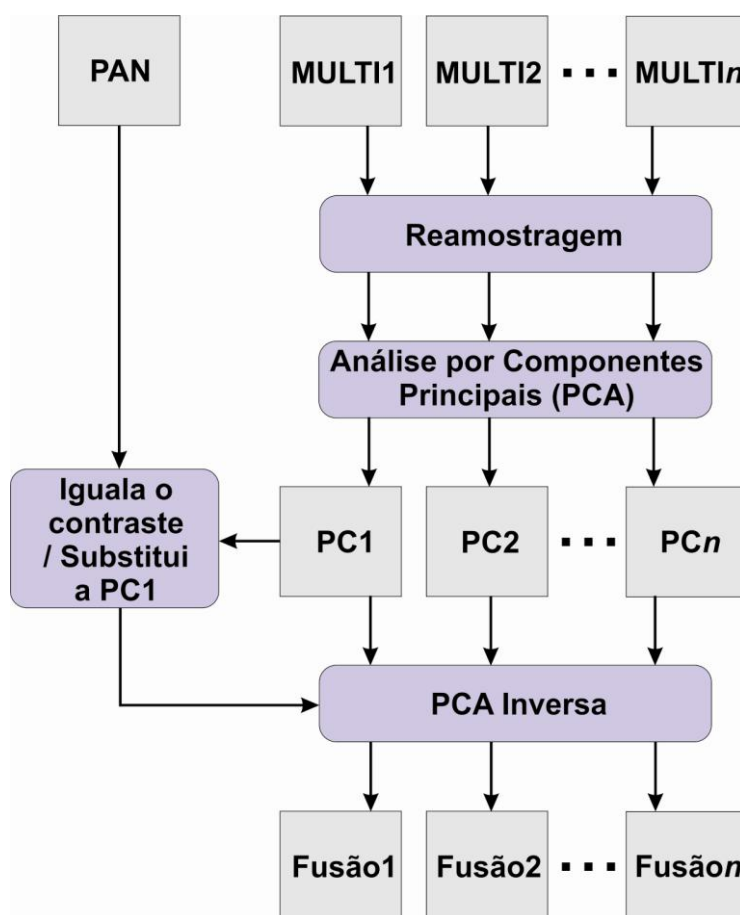 PAN
MULTI1
MULTI2
MULTIn
Reamostragem
Análise por Componentes
Principais (PCA)
Iguala o
contraste
/ Substitui
a PC1
PC1
PC2
PCn
PCA Inversa
Fusão1
Fusão2
Fusãon